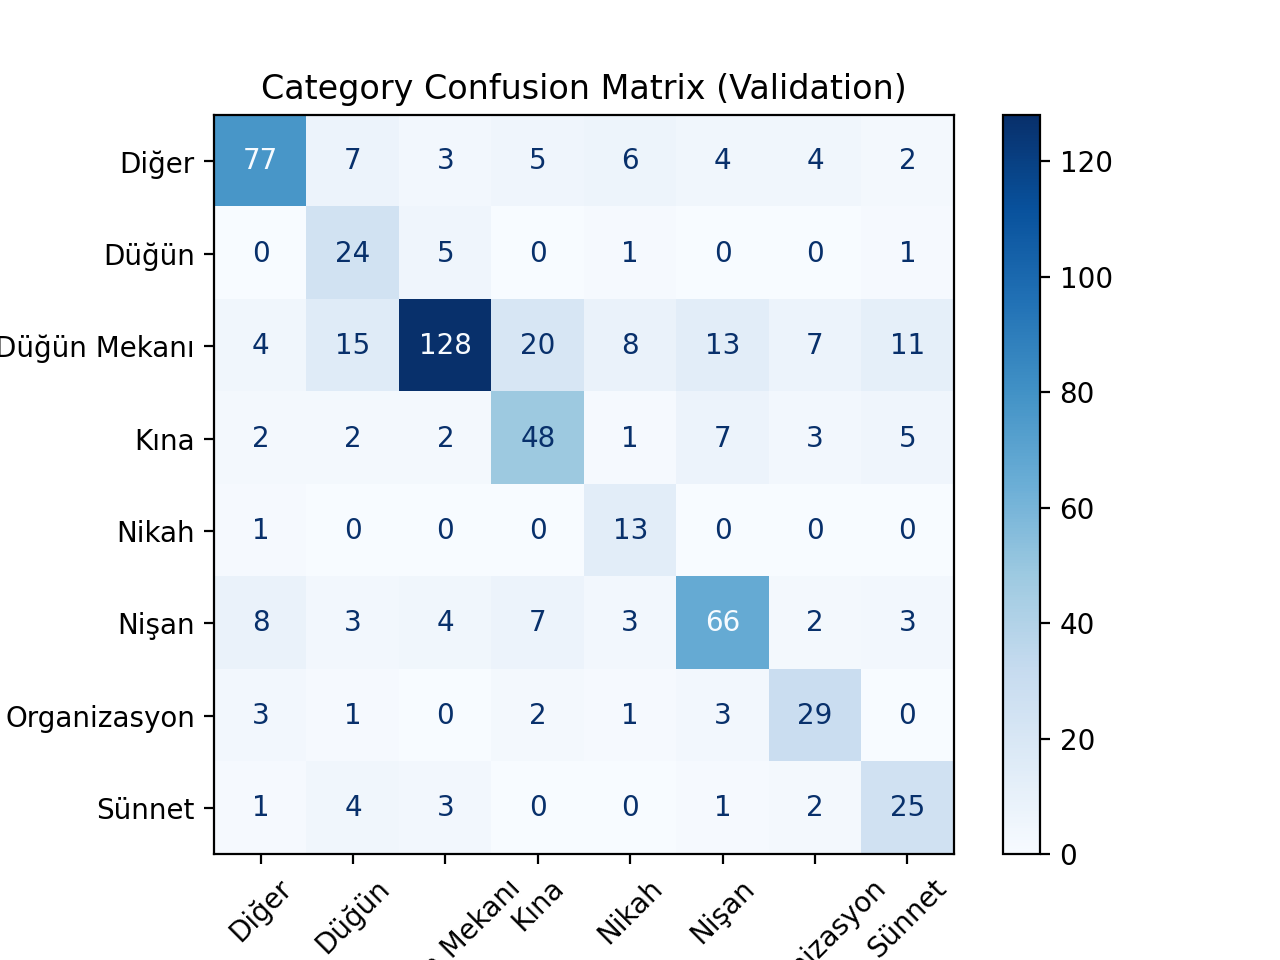 Category Confusion Matrix (Validation)
Diğer 77 7 3 5 6 4 4 2
Düğün 0 24 5 0 1 0 0 1
Düğün Mekanı 4 15 128 20 8 13 7 11
Kına 2 2 2 48 1 7 3 5
Nikah 1 0 0 0 13 0 0 0
Nişan 8 3 4 7 3 66 2 3
Organizasyon 3 1 0 2 1 3 29 0
Sünnet 1 4 3 0 0 1 2 25
Diğer Düğün Mekanı Kına Nikah Nişan nizasyon Sünnet
120
100
80
60
40
20
0